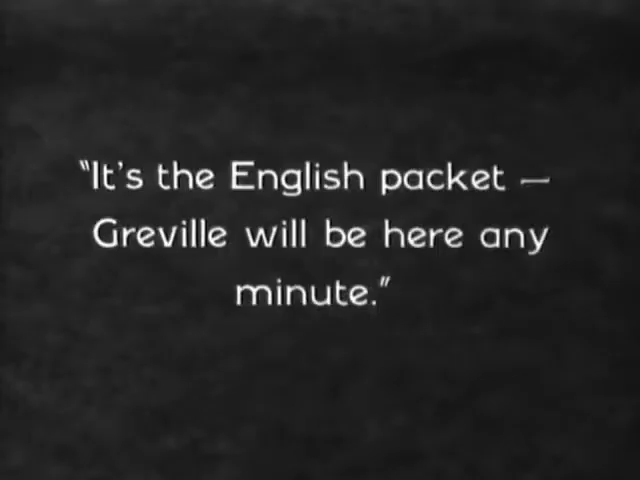 "It's the English packet —
Greville will be here any
minute."